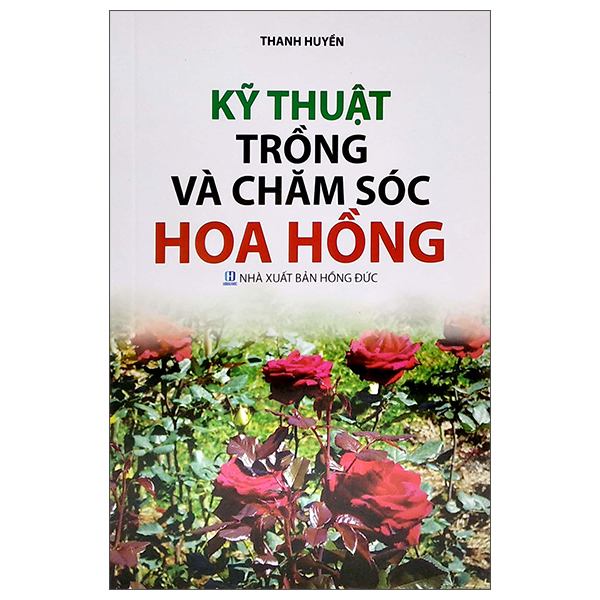 THANH HUYỀN
KỸ THUẬT
TRỒNG
VÀ CHĂM SÓC
HOA HỒNG
NHÀ XUẤT BẢN HỒNG ĐỨC